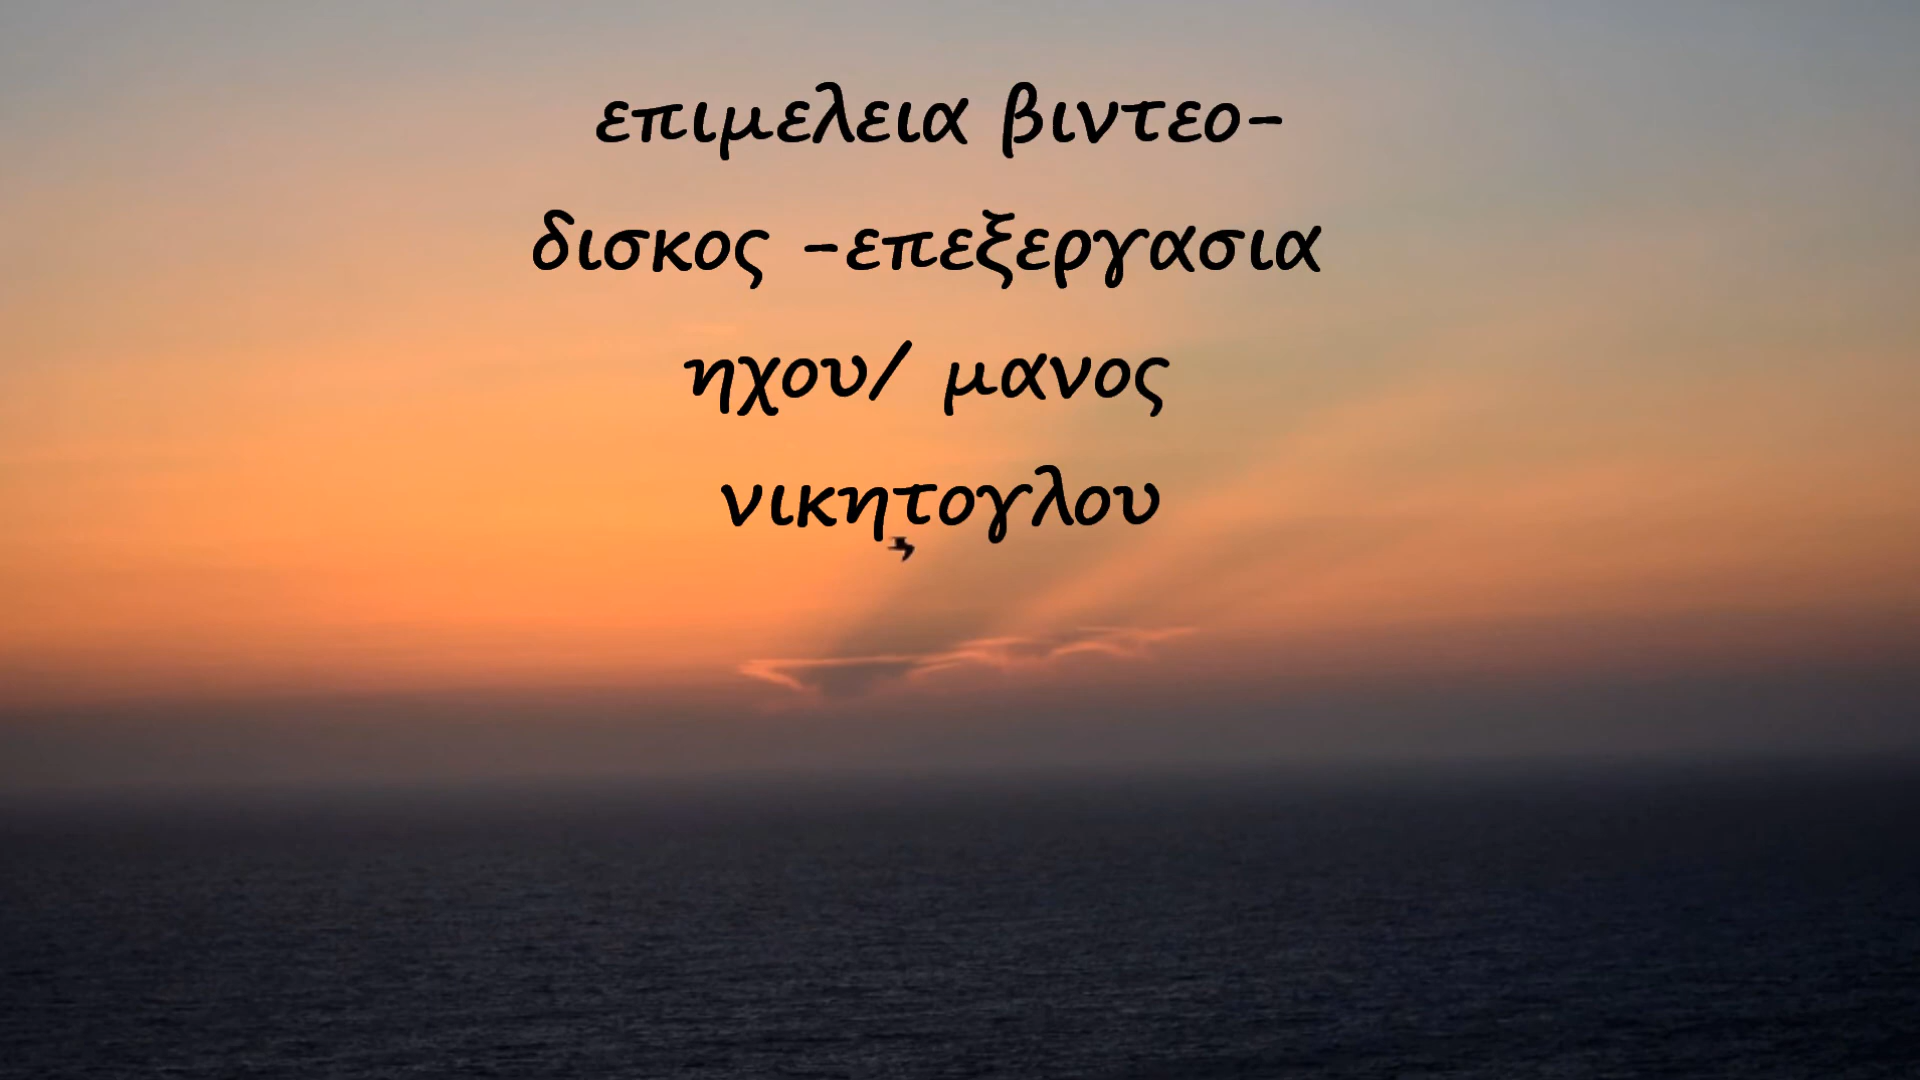 επιμελεια βιντεο-
δισκος -επεξεργασια
ηχου/ μανος
νικητογλου